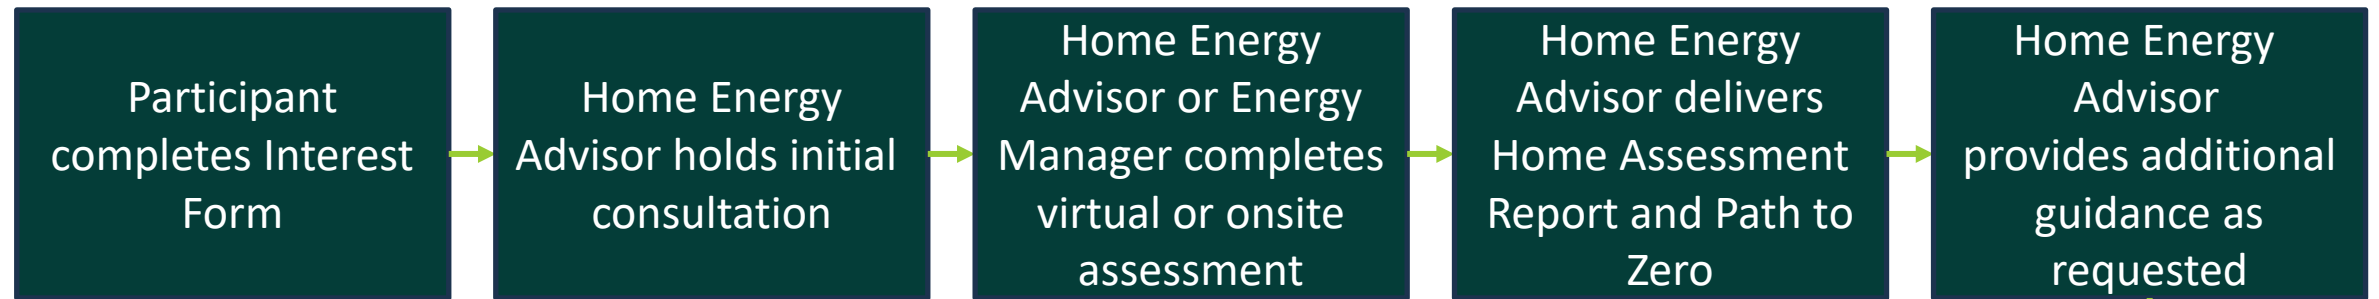 Participant
completes Interest
Form
Home Energy
Advisor holds initial
consultation
Home Energy
Advisor or Energy
Manager completes
virtual or onsite
assessment
Home Energy
Advisor delivers
Home Assessment
Report and Path to
Zero
Home Energy
Advisor
provides additional
guidance as
requested